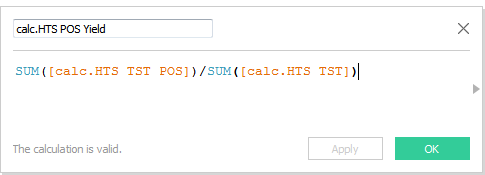 calc.HTS POS Yield
SUM([calc.HTS TST POS])/SUM([calc.HTS TST])
The calculation is valid.
Apply
OK